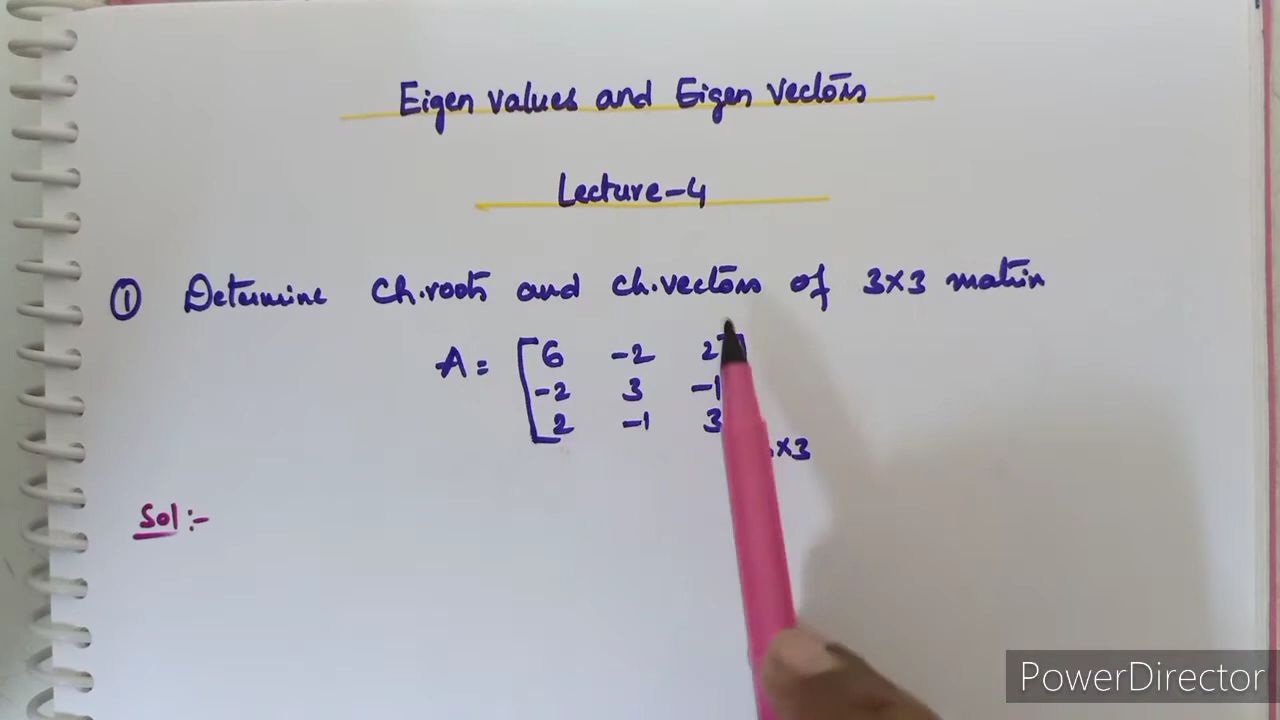 Eigen values and Eigen vectors
Lecture-4
① Determine ch.roots and ch.vectors of 3×3 matrix
A = [6 -2 2]
[-2 3 -1]
[2 -1 3]
×3
Sol:-
PowerDirector